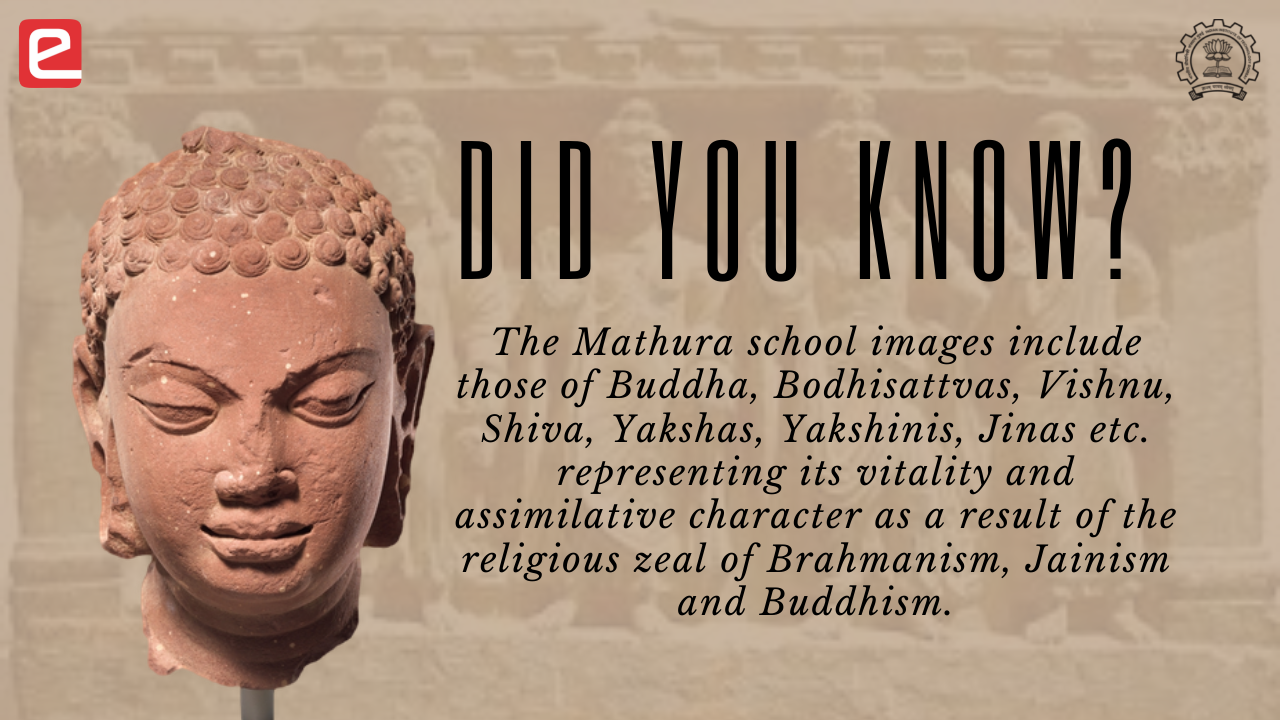 e
DID YOU KNOW?
The Mathura school images include
those of Buddha, Bodhisattvas, Vishnu,
Shiva, Yakshas, Yakshinis, Jinas etc.
representing its vitality and
assimilative character as a result of the
religious zeal of Brahmanism, Jainism
and Buddhism.